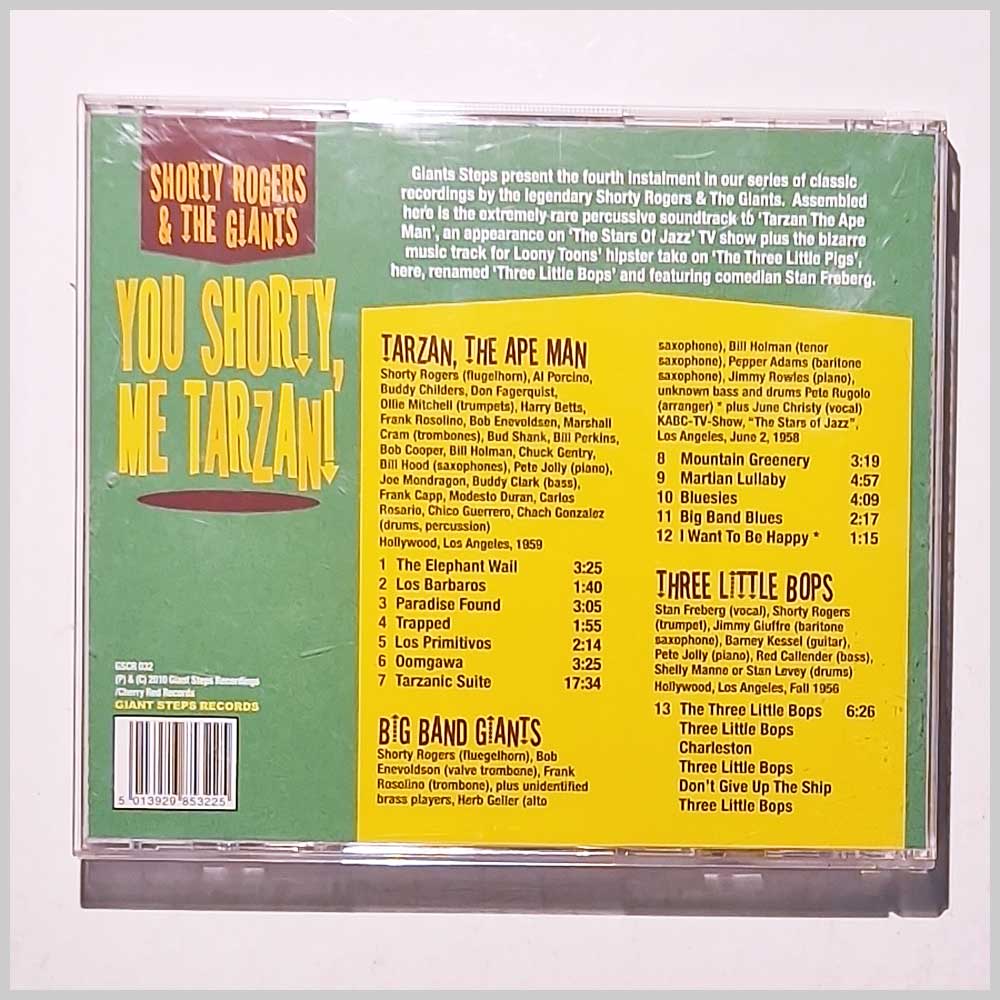 SHORTY ROGERS
& THE GIANTS
YOU SHORTY,
ME TARZAN!
Giants Steps present the fourth instalment in our series of classic
recordings by the legendary Shorty Rogers & The Giants. Assembled
here is the extremely rare percussive soundtrack to 'Tarzan The Ape
Man', an appearance on 'The Stars Of Jazz' TV show plus the bizarre
music track for Loony Toons' hipster take on 'The Three Little Pigs',
here, renamed 'Three Little Bops' and featuring comedian Stan Freberg.
TARZAN, THE APE MAN
Shorty Rogers (flugelhorn), Al Porcino,
Buddy Childers, Don Fagerquist,
Ollie Mitchell (trumpets), Harry Betts,
Frank Rosolino, Bob Enevoldsen, Marshall
Cram (trombones), Bud Shank, Bill Perkins,
Bob Cooper, Bill Holman, Chuck Gentry,
Bill Hood (saxophones), Pete Jolly (piano),
Joe Mondragon, Buddy Clark (bass),
Frank Capp, Modesto Duran, Carlos
Rosario, Chico Guerrero, Chach Gonzalez
(drums, percussion)
Hollywood, Los Angeles, 1959
1 The Elephant Wail 3:25
2 Los Barbaros 1:40
3 Paradise Found 3:05
4 Trapped 1:55
5 Los Primitivos 2:14
6 Oomgawa 3:25
7 Tarzanic Suite 17:34
BIG BAND GIANTS
Shorty Rogers (fluegelhorn), Bob
Enevoldson (valve trombone), Frank
Rosolino (trombone), plus unidentified
brass players, Herb Geller (alto
saxophone), Bill Holman (tenor
saxophone), Pepper Adams (baritone
saxophone), Jimmy Rowles (piano),
unknown bass and drums Pete Rugolo
(arranger) * plus June Christy (vocal)
KABC-TV-Show, "The Stars of Jazz",
Los Angeles, June 2, 1958
8 Mountain Greenery 3:19
9 Martian Lullaby 4:57
10 Bluesies 4:09
11 Big Band Blues 2:17
12 I Want To Be Happy * 1:15
THREE LITTLE BOPS
Stan Freberg (vocal), Shorty Rogers
(trumpet), Jimmy Giuffre (baritone
saxophone), Barney Kessel (guitar),
Pete Jolly (piano), Red Callender (bass),
Shelly Manne or Stan Levey (drums)
Hollywood, Los Angeles, Fall 1956
13 The Three Little Bops 6:26
Three Little Bops
Charleston
Three Little Bops
Don't Give Up The Ship
Three Little Bops
GSCR 032
(P) & (C) 2010 Giant Steps Recordings
/Cherry Red Records
GIANT STEPS RECORDS
5 013929 853225